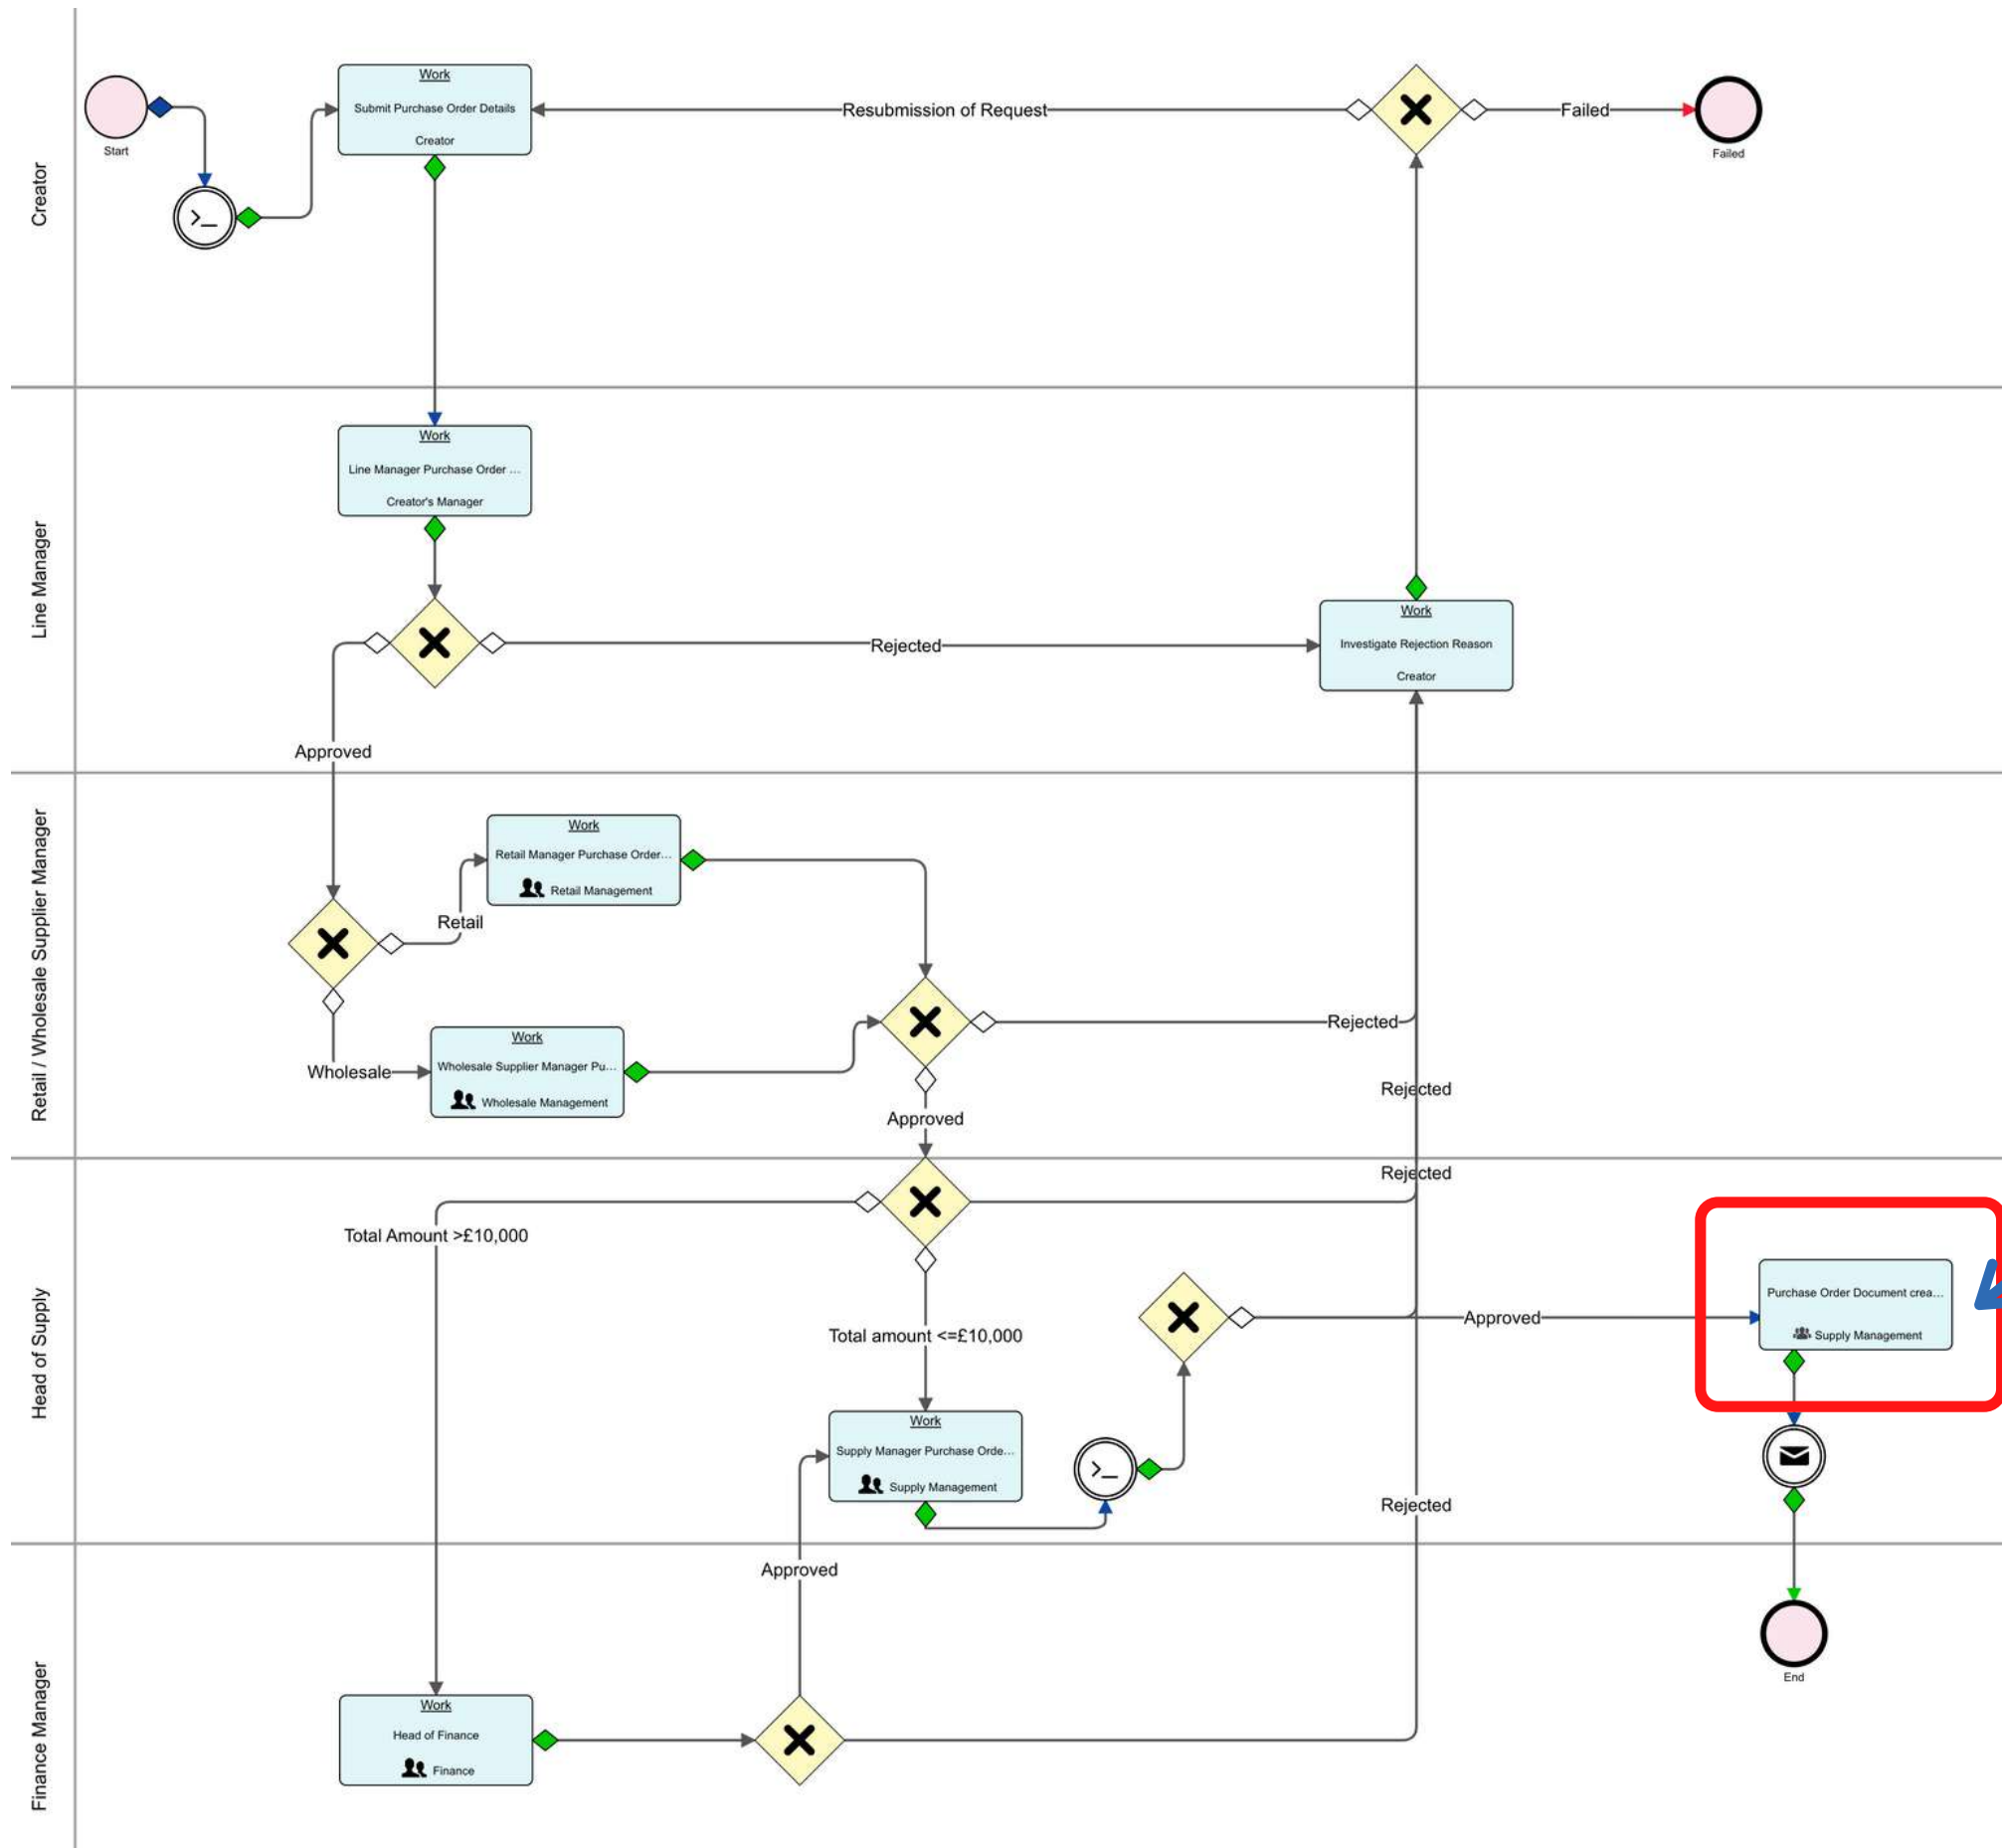 Creator
Start
Work
Submit Purchase Order Details
Creator
Resubmission of Request
Failed
Failed
Line Manager
Work
Line Manager Purchase Order ...
Creator's Manager
Rejected
Work
Investigate Rejection Reason
Creator
Approved
Retail / Wholesale Supplier Manager
Work
Retail Manager Purchase Order...
Retail Management
Retail
Work
Wholesale Supplier Manager Pu...
Wholesale Management
Wholesale
Rejected
Rejected
Approved
Head of Supply
Rejected
Total Amount >£10,000
Total amount <=£10,000
Approved
Purchase Order Document crea...
Supply Management
Work
Supply Manager Purchase Orde...
Supply Management
Rejected
Finance Manager
Approved
End
Work
Head of Finance
Finance